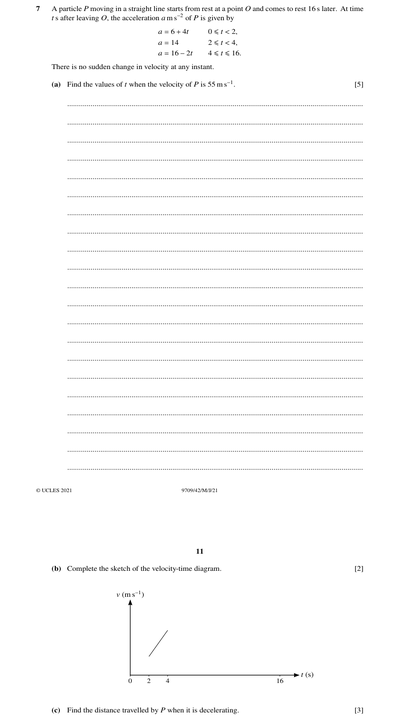 7 A particle P moving in a straight line starts from rest at a point O and comes to rest 16 s later. At time
t s after leaving O, the acceleration a m s⁻² of P is given by
a = 6 + 4t 0 ⩽ t < 2,
a = 14 2 ⩽ t < 4,
a = 16 − 2t 4 ⩽ t ⩽ 16.
There is no sudden change in velocity at any instant.
(a) Find the values of t when the velocity of P is 55 m s⁻¹. [5]
© UCLES 2021 9709/42/M/J/21
11
(b) Complete the sketch of the velocity-time diagram. [2]
v (m s⁻¹)
t (s)
0 2 4 16
(c) Find the distance travelled by P when it is decelerating. [3]